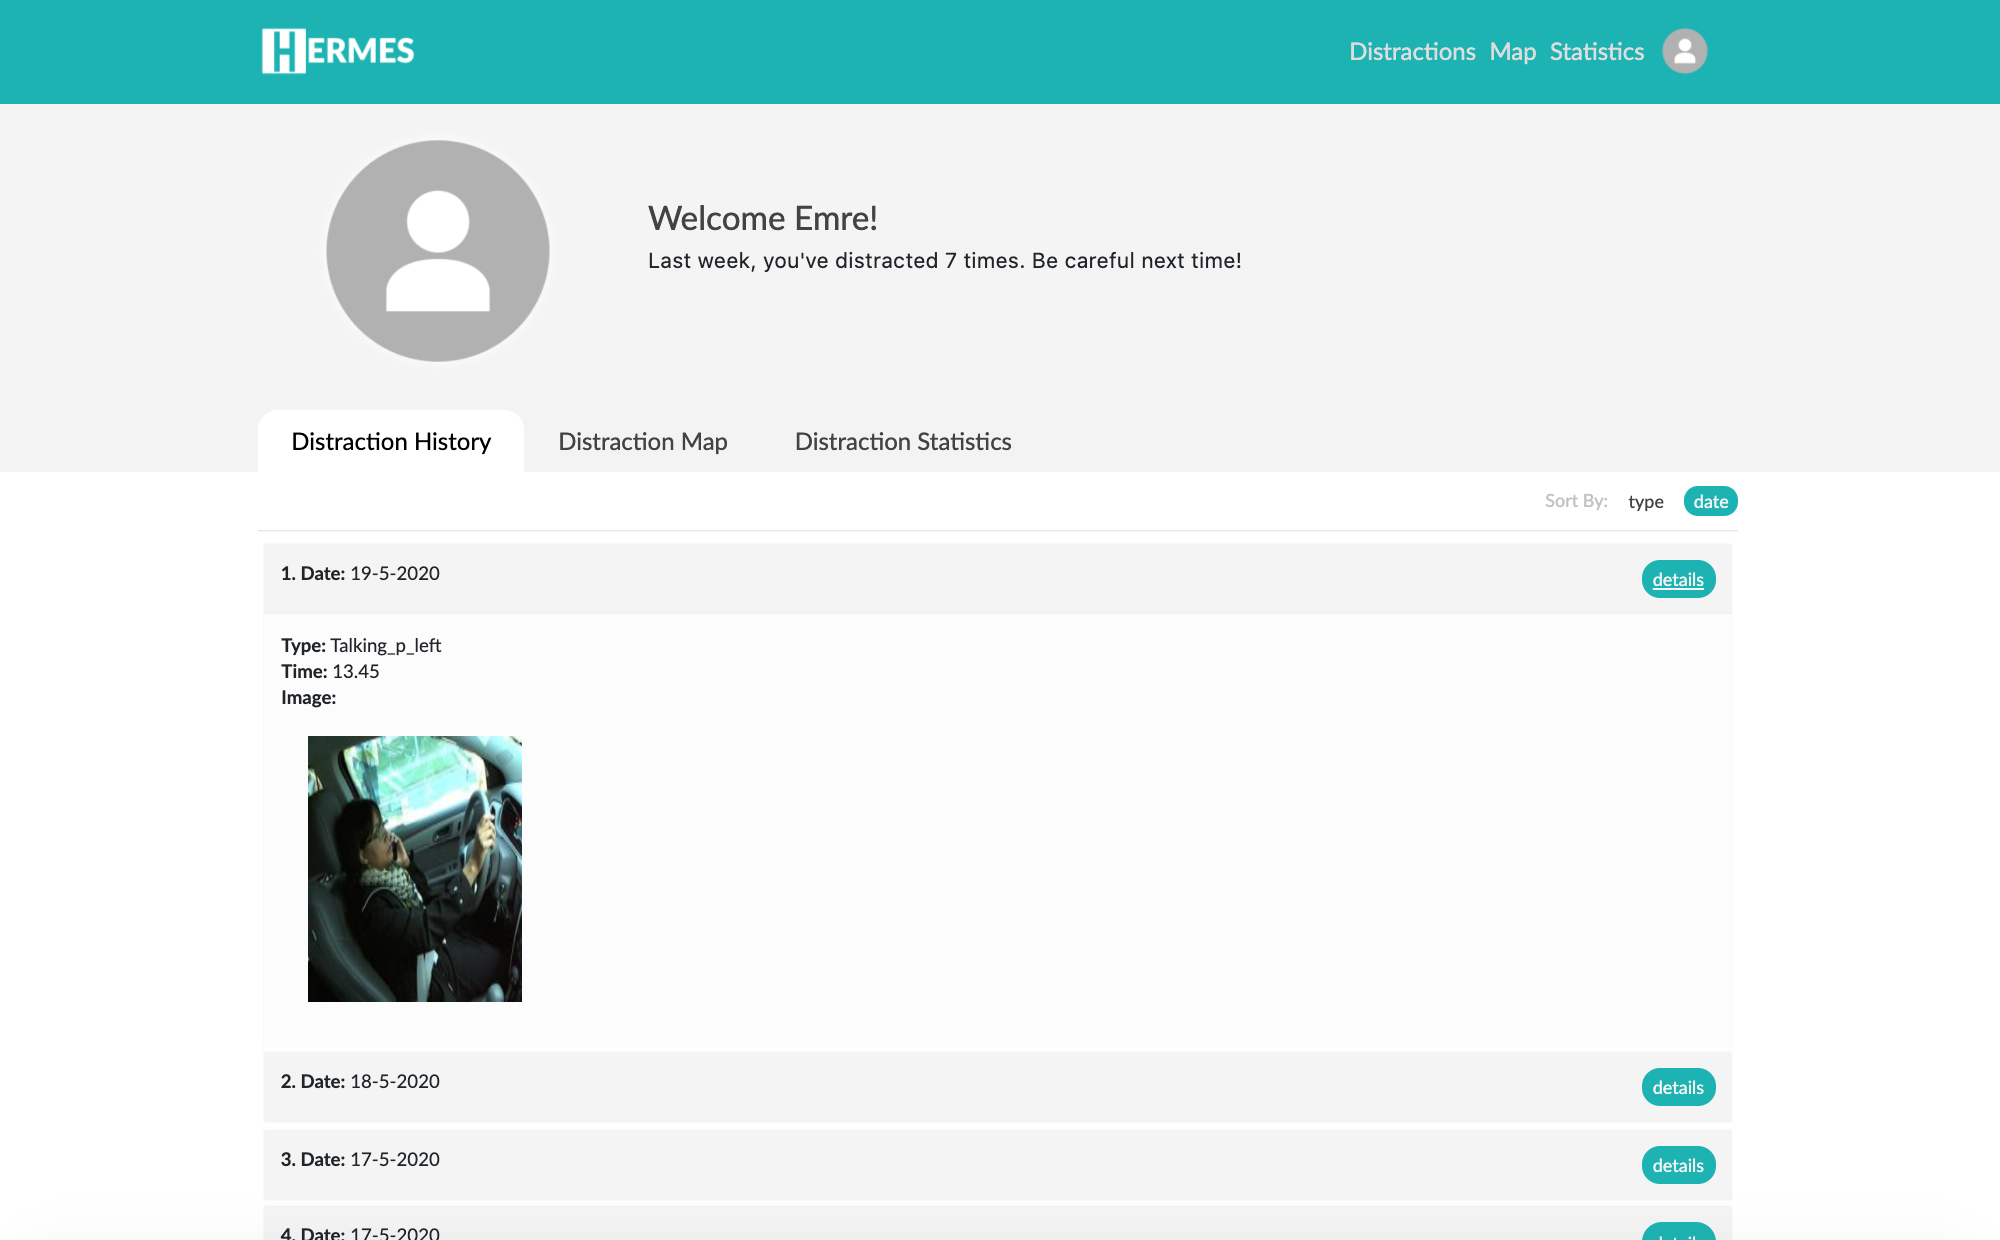 HERMES
Distractions Map Statistics
Welcome Emre!
Last week, you've distracted 7 times. Be careful next time!
Distraction History Distraction Map Distraction Statistics
Sort By: type date
1. Date: 19-5-2020 details
Type: Talking_p_left
Time: 13.45
Image:
2. Date: 18-5-2020 details
3. Date: 17-5-2020 details
4. Date: 17-5-2020 details